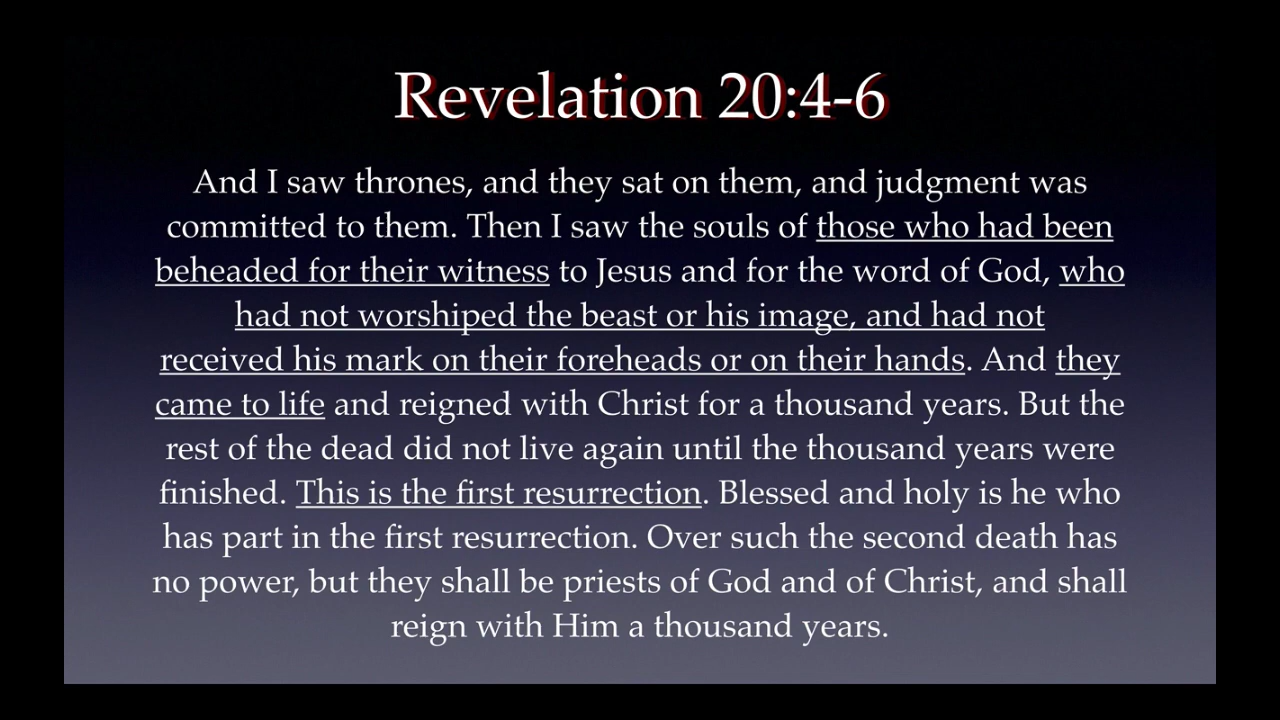 Revelation 20:4-6
And I saw thrones, and they sat on them, and judgment was
committed to them. Then I saw the souls of those who had been
beheaded for their witness to Jesus and for the word of God, who
had not worshiped the beast or his image, and had not
received his mark on their foreheads or on their hands. And they
came to life and reigned with Christ for a thousand years. But the
rest of the dead did not live again until the thousand years were
finished. This is the first resurrection. Blessed and holy is he who
has part in the first resurrection. Over such the second death has
no power, but they shall be priests of God and of Christ, and shall
reign with Him a thousand years.